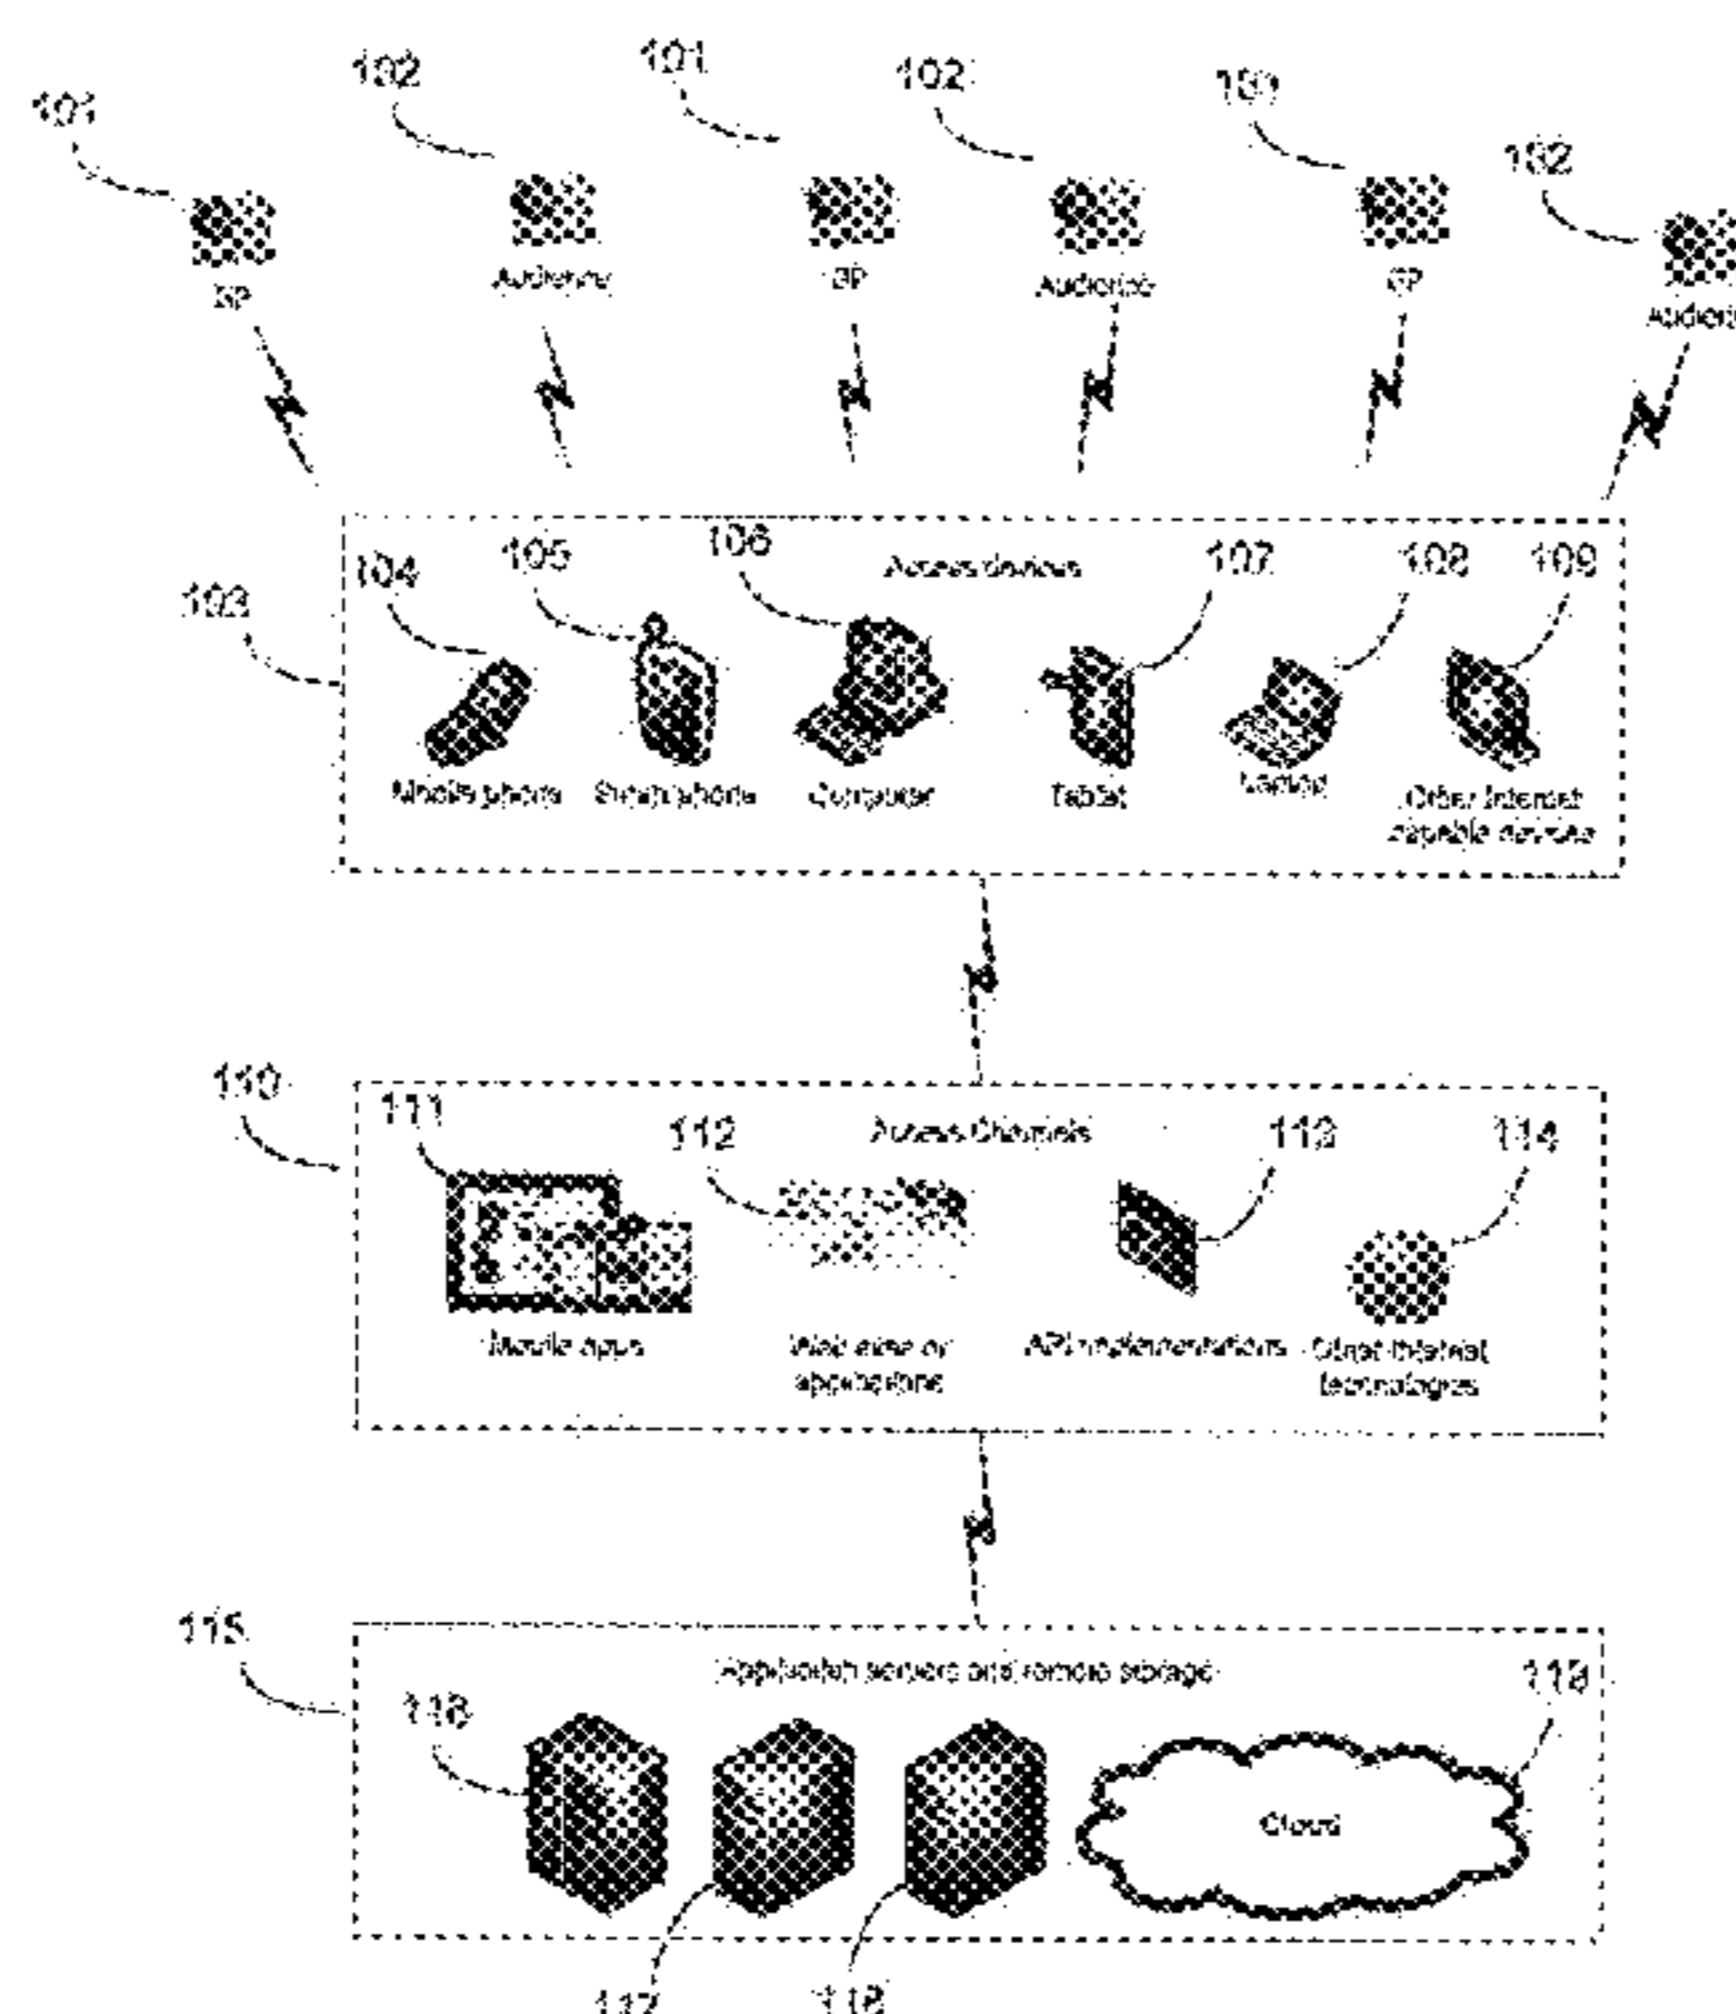 101
102
101
102
101
102
SP
Audience
SP
Audience
SP
103
104
105
106
Access devices
107
108
109
Mobile phone
Smart phone
Computer
Tablet
Laptop
Other Internet
capable devices
110
111
112
Access Channels
113
114
Mobile apps
Web sites or
applications
API implementations
Other Internet
technologies
115
Application servers and remote storage
116
Cloud
117